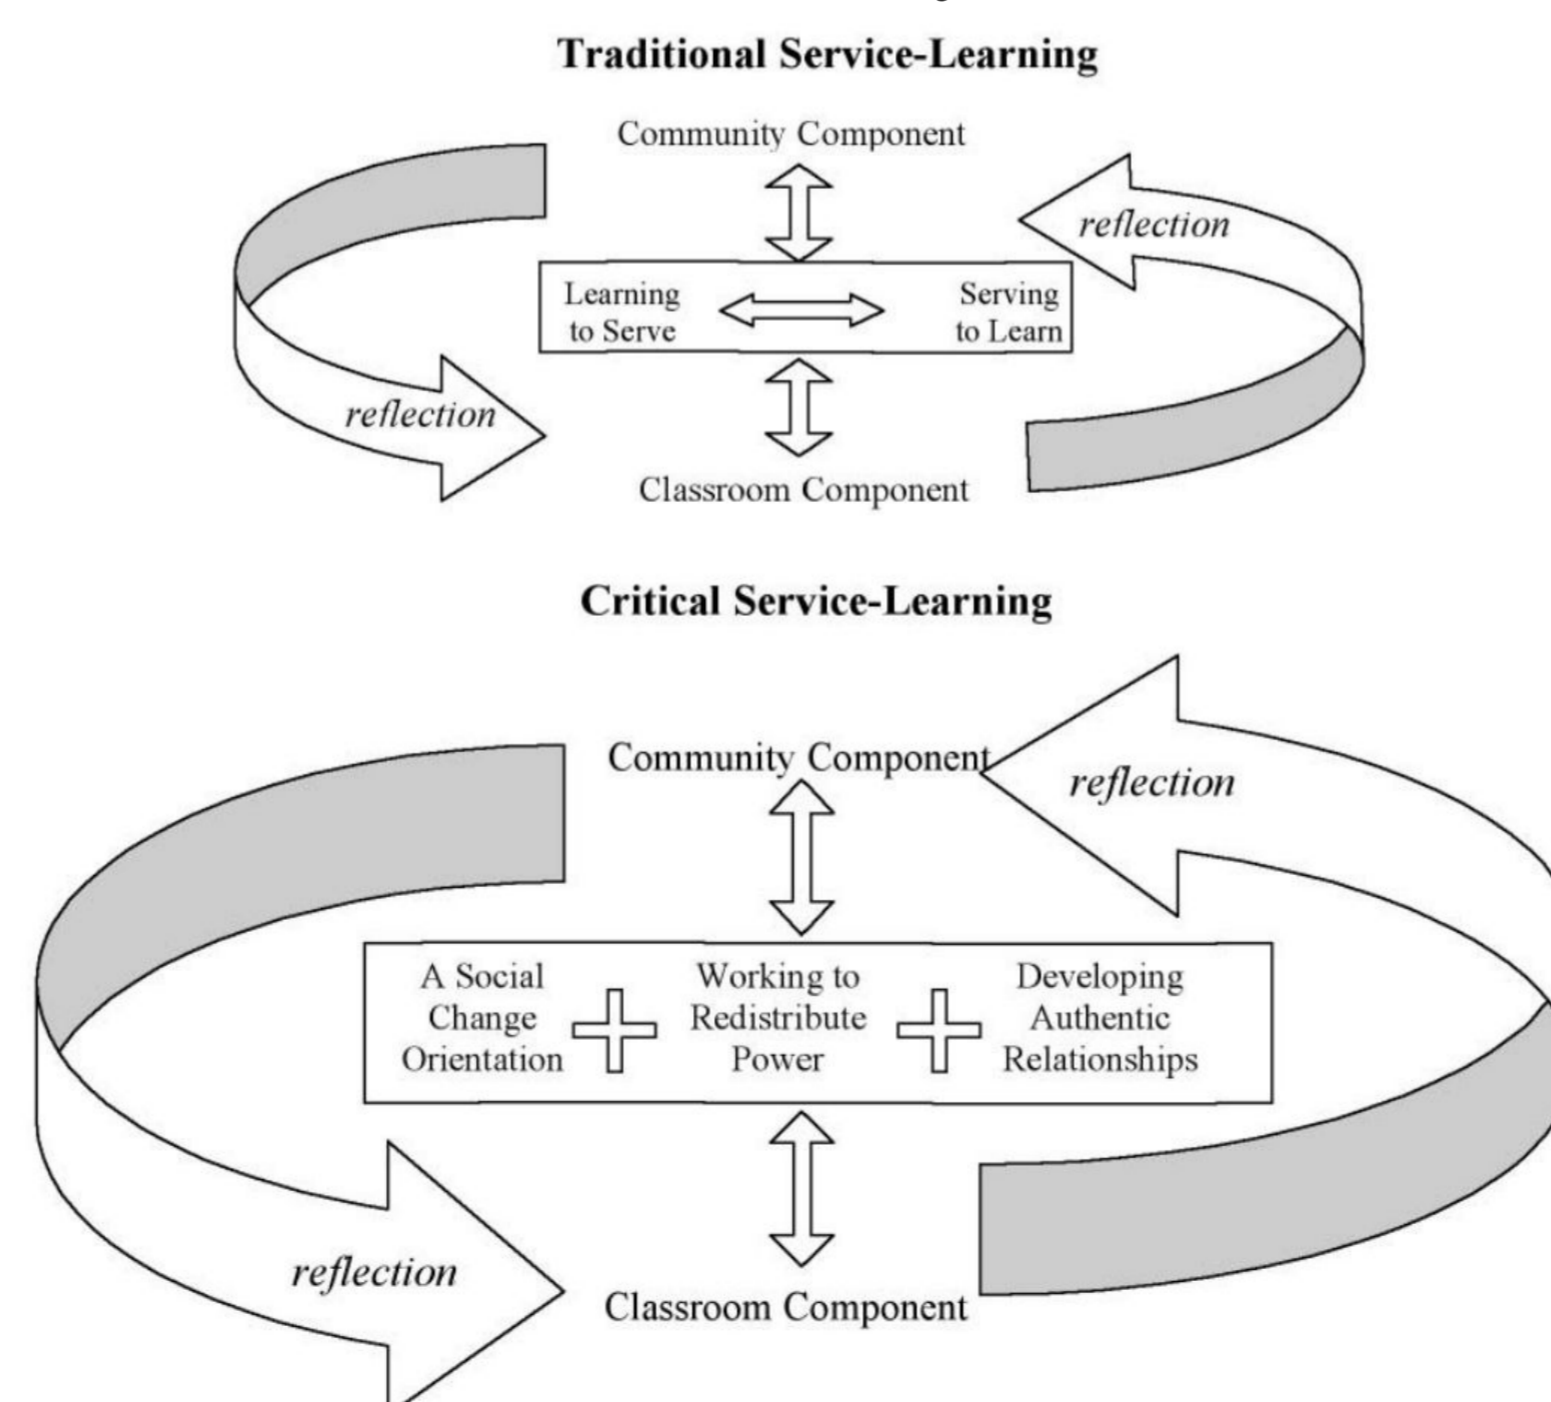 Traditional Service-Learning
Community Component
reflection
Learning
to Serve
Serving
to Learn
reflection
Classroom Component
Critical Service-Learning
Community Component
reflection
A Social
Change
Orientation
Working to
Redistribute
Power
Developing
Authentic
Relationships
reflection
Classroom Component